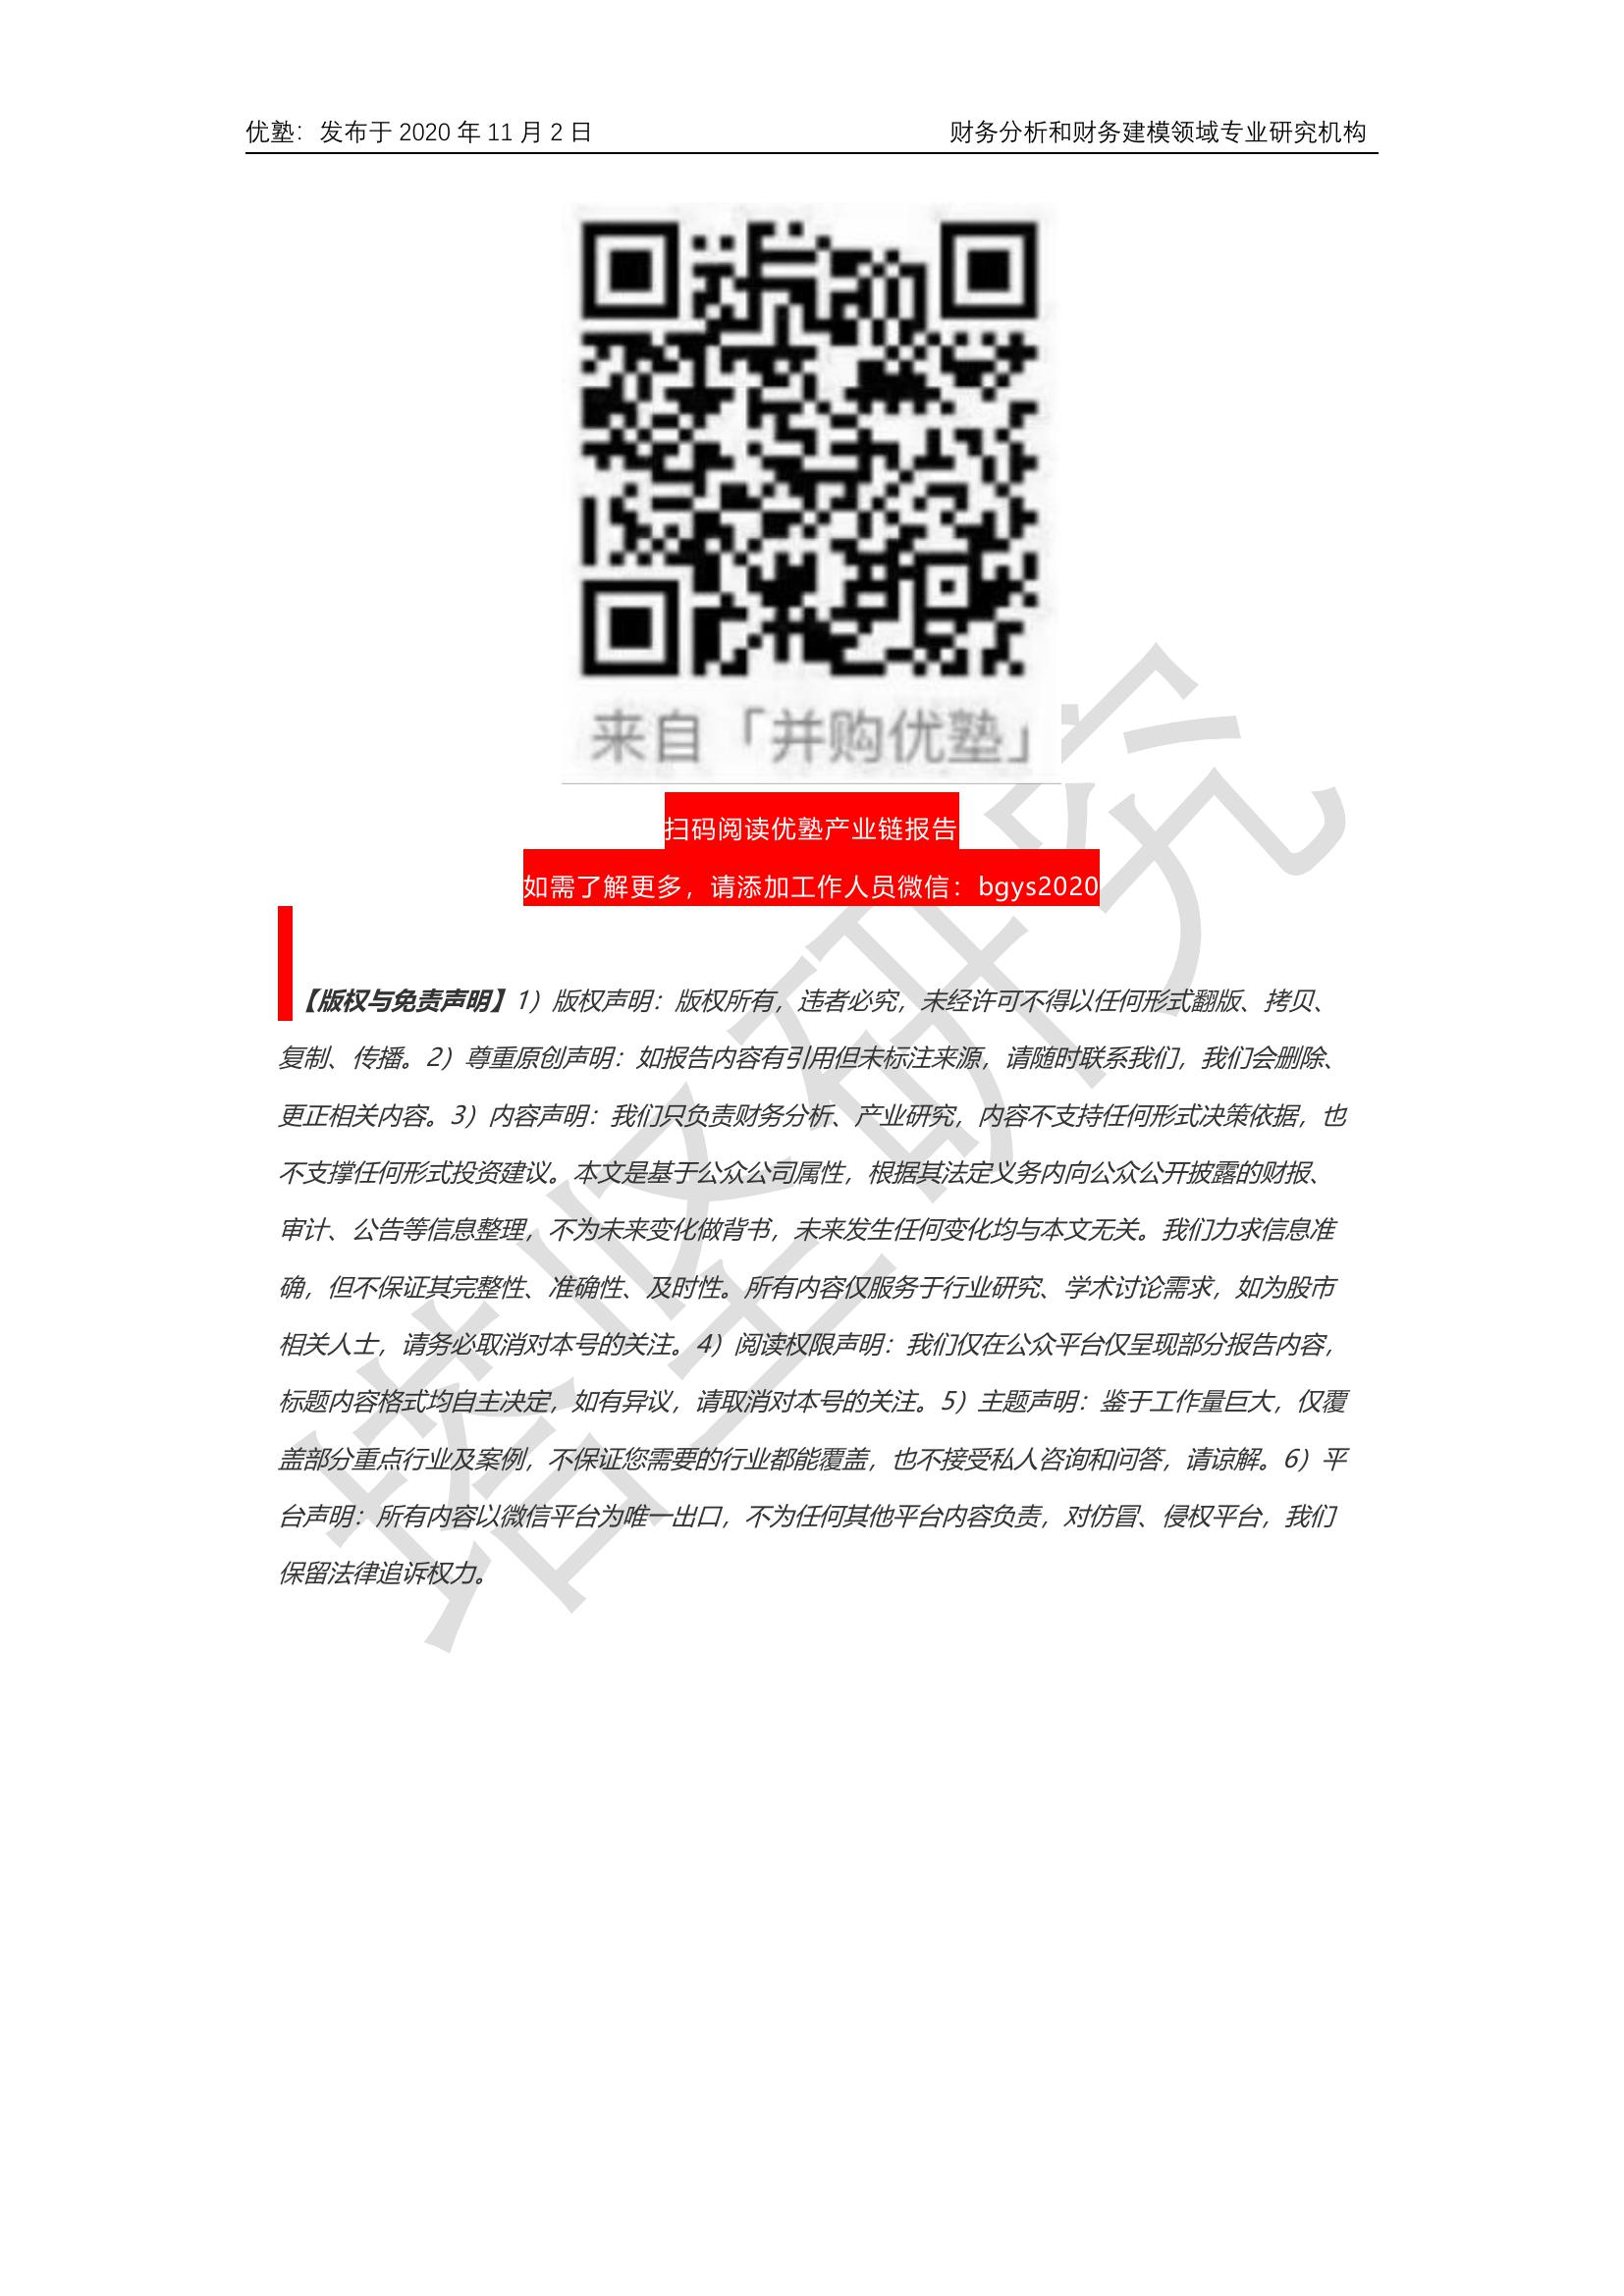 优塾：发布于 2020 年 11 月 2 日
财务分析和财务建模领域专业研究机构
来自「并购优塾」
扫码阅读优塾产业链报告
如需了解更多，请添加工作人员微信：bgys2020
【版权与免责声明】1）版权声明：版权所有，违者必究，未经许可不得以任何形式翻版、拷贝、
复制、传播。2）尊重原创声明：如报告内容有引用但未标注来源，请随时联系我们，我们会删除、
更正相关内容。3）内容声明：我们只负责财务分析、产业研究，内容不支持任何形式决策依据，也
不支撑任何形式投资建议。本文是基于公众公司属性，根据其法定义务内向公众公开披露的财报、
审计、公告等信息整理，不为未来变化做背书，未来发生任何变化均与本文无关。我们力求信息准
确，但不保证其完整性、准确性、及时性。所有内容仅服务于行业研究、学术讨论需求，如为股市
相关人士，请务必取消对本号的关注。4）阅读权限声明：我们仅在公众平台仅呈现部分报告内容，
标题内容格式均自主决定，如有异议，请取消对本号的关注。5）主题声明：鉴于工作量巨大，仅覆
盖部分重点行业及案例，不保证您需要的行业都能覆盖，也不接受私人咨询和问答，请谅解。6）平
台声明：所有内容以微信平台为唯一出口，不为任何其他平台内容负责，对仿冒、侵权平台，我们
保留法律追诉权力。
塔坚研究